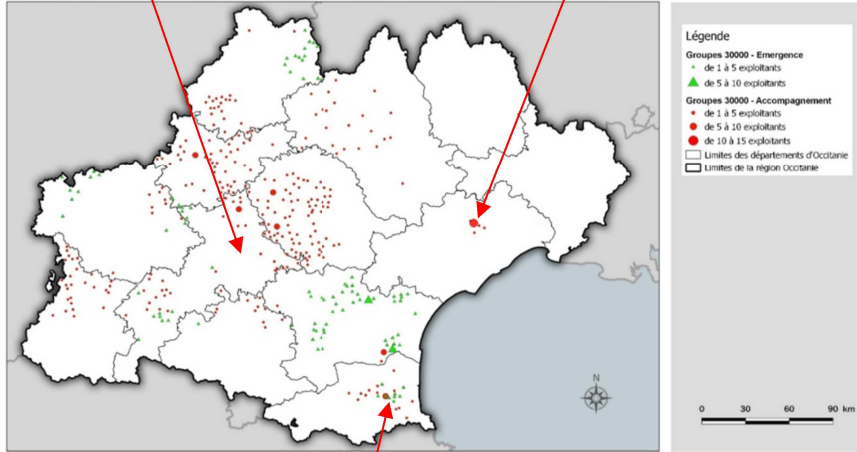 Légende
Groupes 30000 - Emergence
de 1 à 5 exploitants
de 5 à 10 exploitants
Groupes 30000 - Accompagnement
de 1 à 5 exploitants
de 5 à 10 exploitants
de 10 à 15 exploitants
Limites des départements d'Occitanie
Limites de la région Occitanie
N
0 30 60 90 km